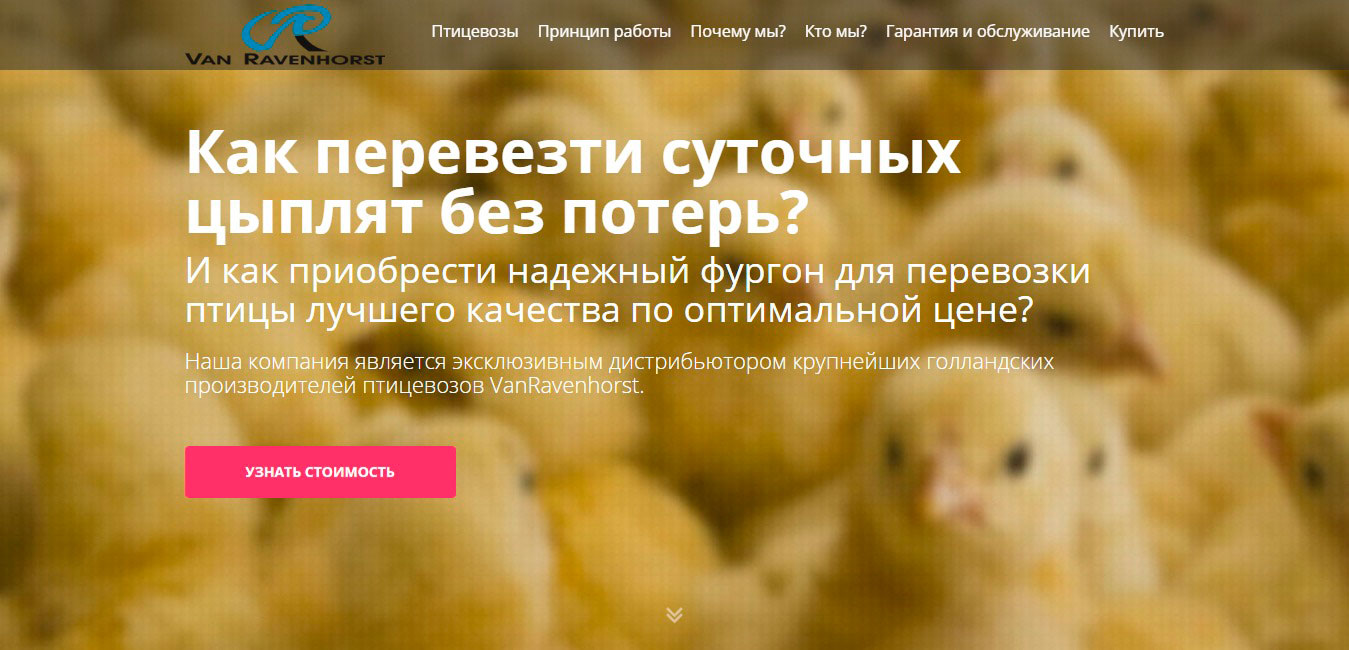 VAN RAVENHORST
Птицевозы Принцип работы Почему мы? Кто мы? Гарантия и обслуживание Купить
Как перевезти суточных
цыплят без потерь?
И как приобрести надежный фургон для перевозки
птицы лучшего качества по оптимальной цене?
Наша компания является эксклюзивным дистрибьютором крупнейших голландских
производителей птицевозов VanRavenhorst.
УЗНАТЬ СТОИМОСТЬ